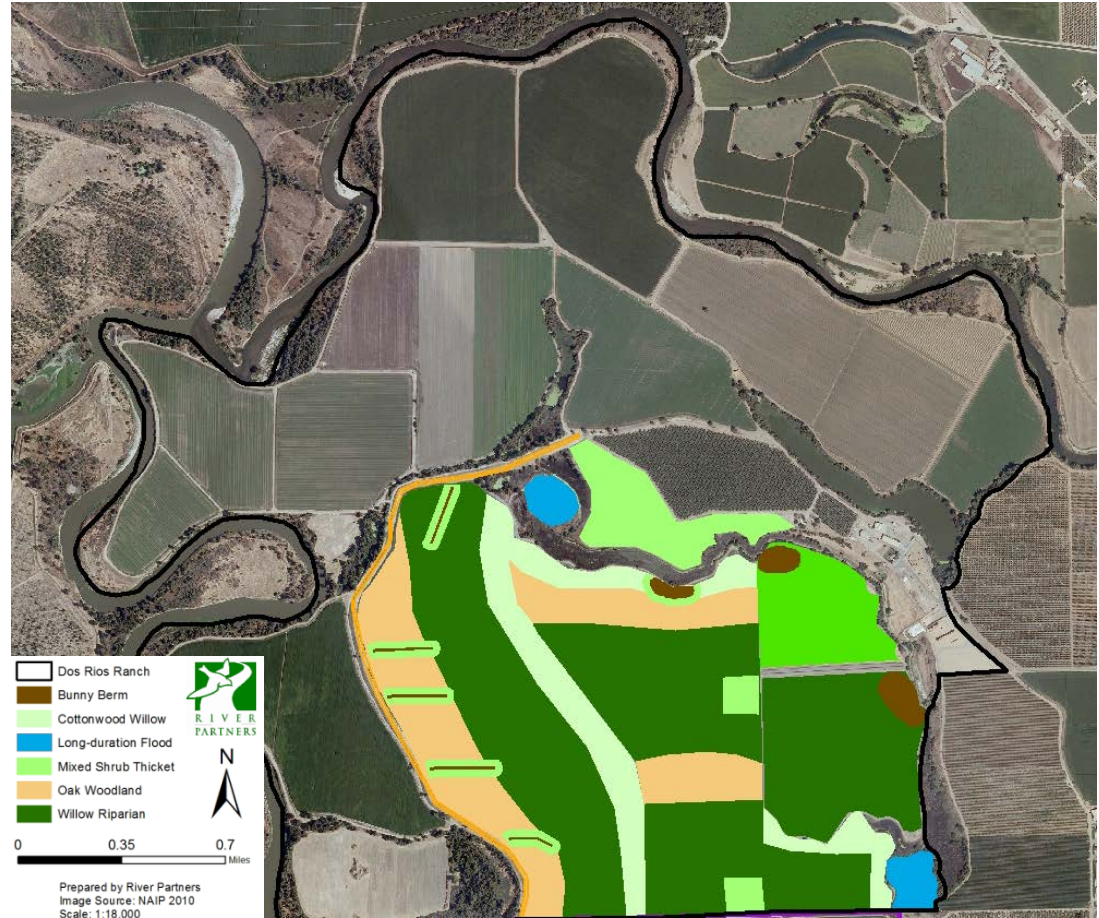 Dos Rios Ranch
Bunny Berm
Cottonwood Willow
Long-duration Flood
Mixed Shrub Thicket
Oak Woodland
Willow Riparian
RIVER
PARTNERS
N
0 0.35 0.7
Miles
Prepared by River Partners
Image Source: NAIP 2010
Scale: 1:18,000